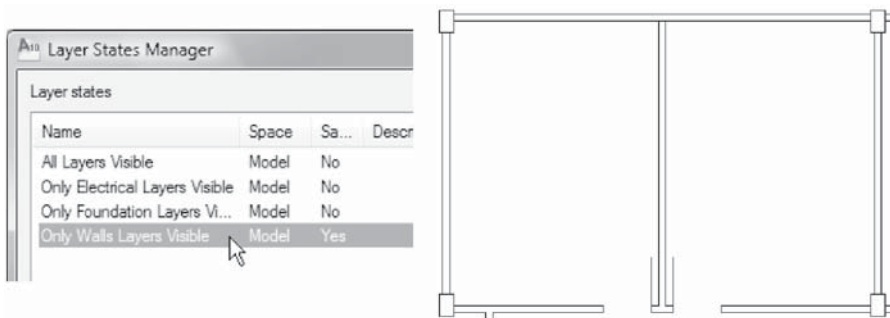 A10 Layer States Manager
Layer states
Name Space Sa... Descr
All Layers Visible Model No
Only Electrical Layers Visible Model No
Only Foundation Layers Vi... Model No
Only Walls Layers Visible Model Yes